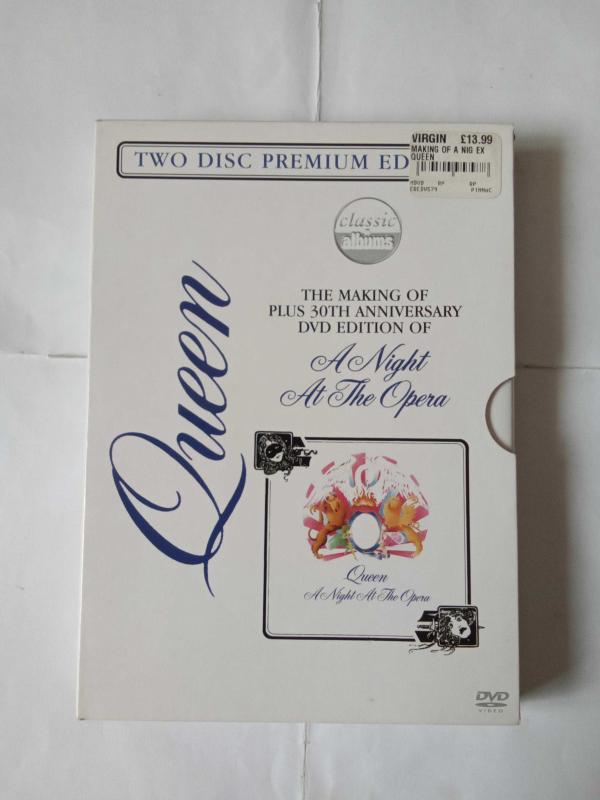 TWO DISC PREMIUM ED
VIRGIN £13.99
MAKING OF A NIG EX
QUEEN
classic
albums
THE MAKING OF
PLUS 30TH ANNIVERSARY
DVD EDITION OF
A Night
At The Opera
Queen
Queen
A Night At The Opera
DVD
VIDEO